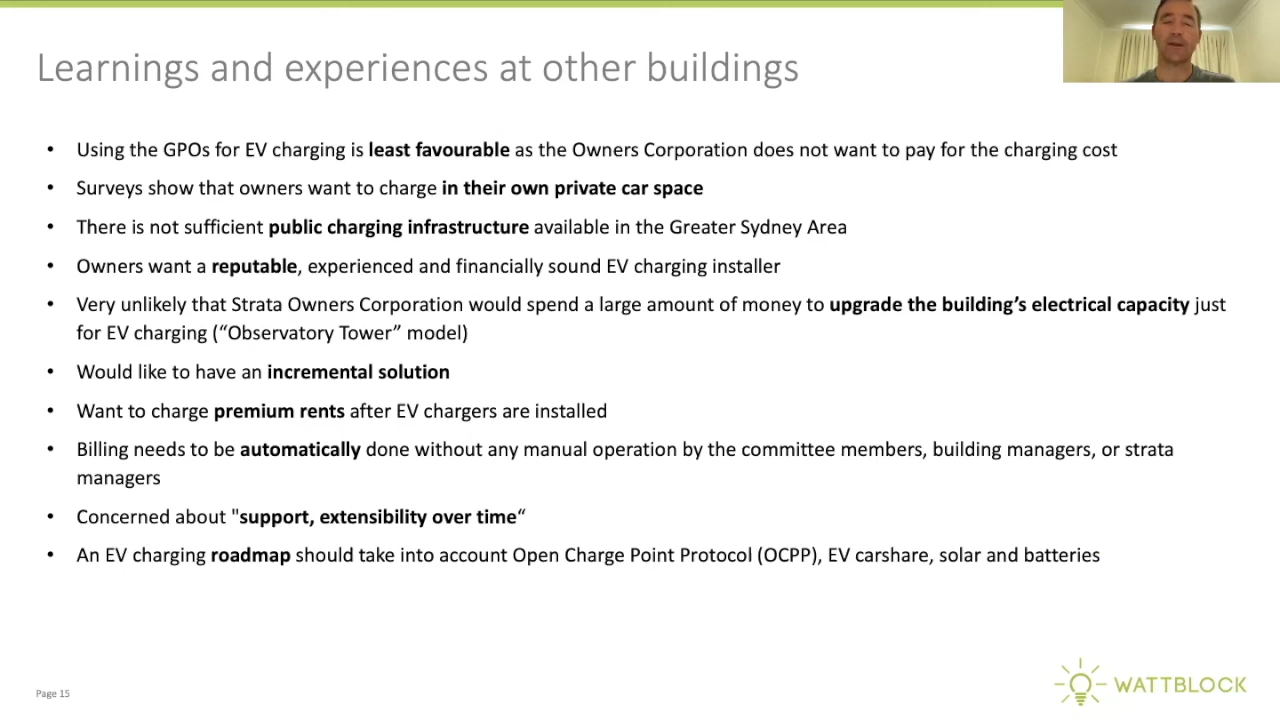 Learnings and experiences at other buildings
• Using the GPOs for EV charging is least favourable as the Owners Corporation does not want to pay for the charging cost
• Surveys show that owners want to charge in their own private car space
• There is not sufficient public charging infrastructure available in the Greater Sydney Area
• Owners want a reputable, experienced and financially sound EV charging installer
• Very unlikely that Strata Owners Corporation would spend a large amount of money to upgrade the building’s electrical capacity just
for EV charging (“Observatory Tower” model)
• Would like to have an incremental solution
• Want to charge premium rents after EV chargers are installed
• Billing needs to be automatically done without any manual operation by the committee members, building managers, or strata
managers
• Concerned about "support, extensibility over time“
• An EV charging roadmap should take into account Open Charge Point Protocol (OCPP), EV carshare, solar and batteries
Page 15
WATTBLOCK